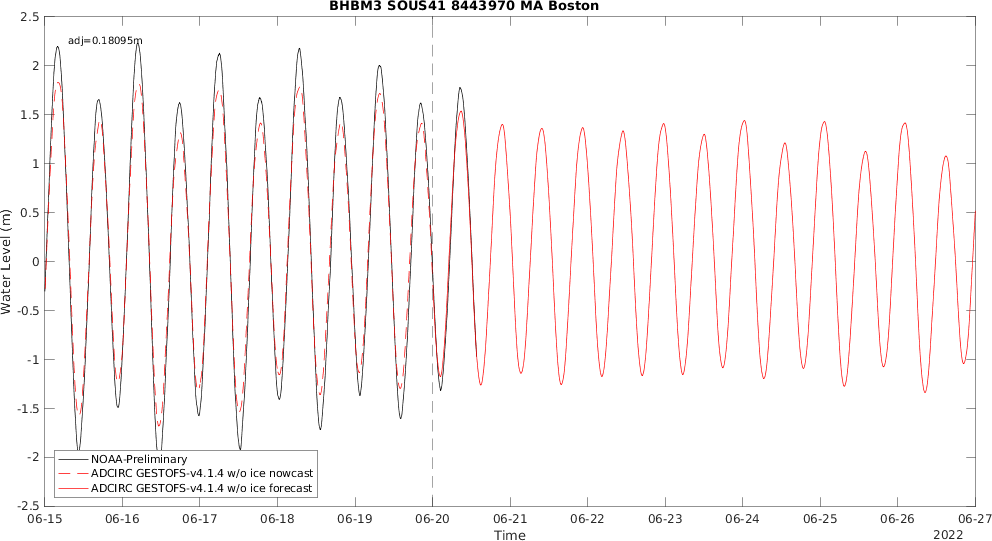 BHBM3 SOUS41 8443970 MA Boston
adj=0.18095m
2.5
2
1.5
1
0.5
0
-0.5
-1
-1.5
-2
-2.5
Water Level (m)
NOAA-Preliminary
ADCIRC GESTOFS-v4.1.4 w/o ice nowcast
ADCIRC GESTOFS-v4.1.4 w/o ice forecast
06-15 06-16 06-17 06-18 06-19 06-20 06-21 06-22 06-23 06-24 06-25 06-26 06-27
Time
2022